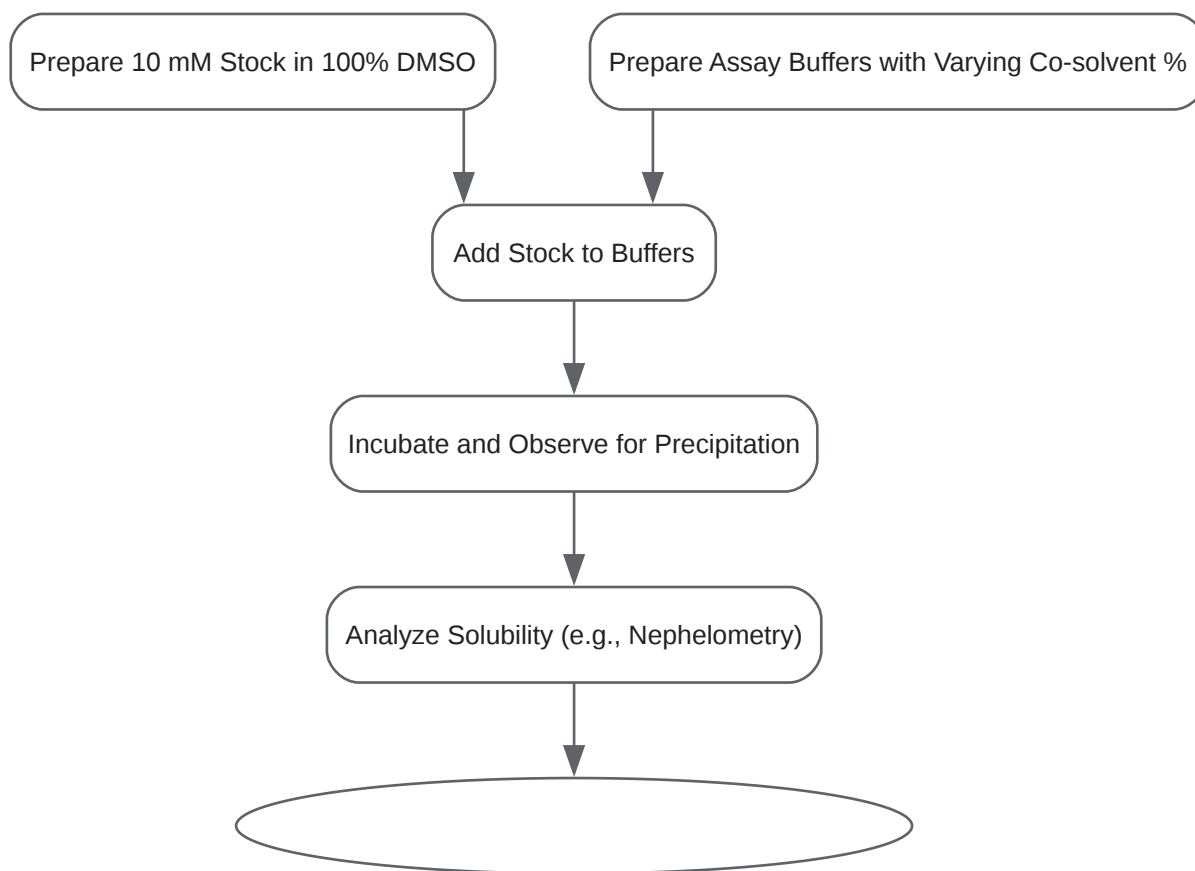 Prepare 10 mM Stock in 100% DMSO
Prepare Assay Buffers with Varying Co-solvent %
Add Stock to Buffers
Incubate and Observe for Precipitation
Analyze Solubility (e.g., Nephelometry)